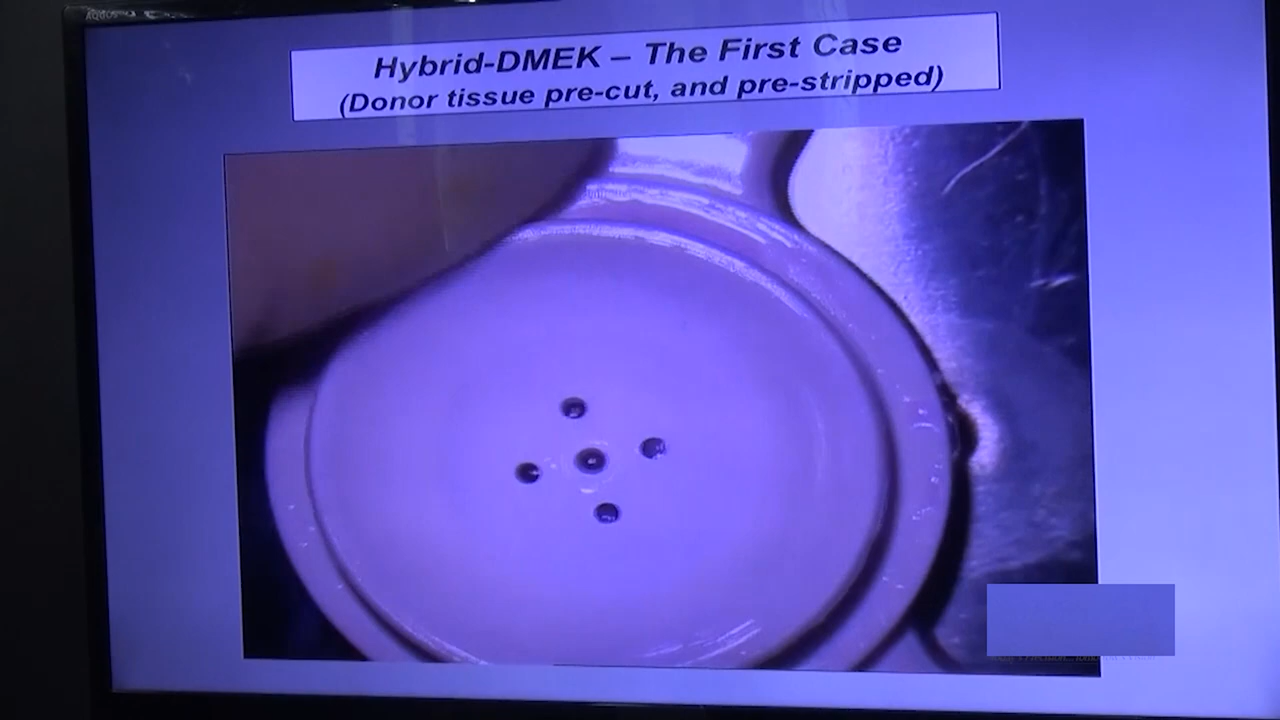 Hybrid-DMEK – The First Case
(Donor tissue pre-cut, and pre-stripped)